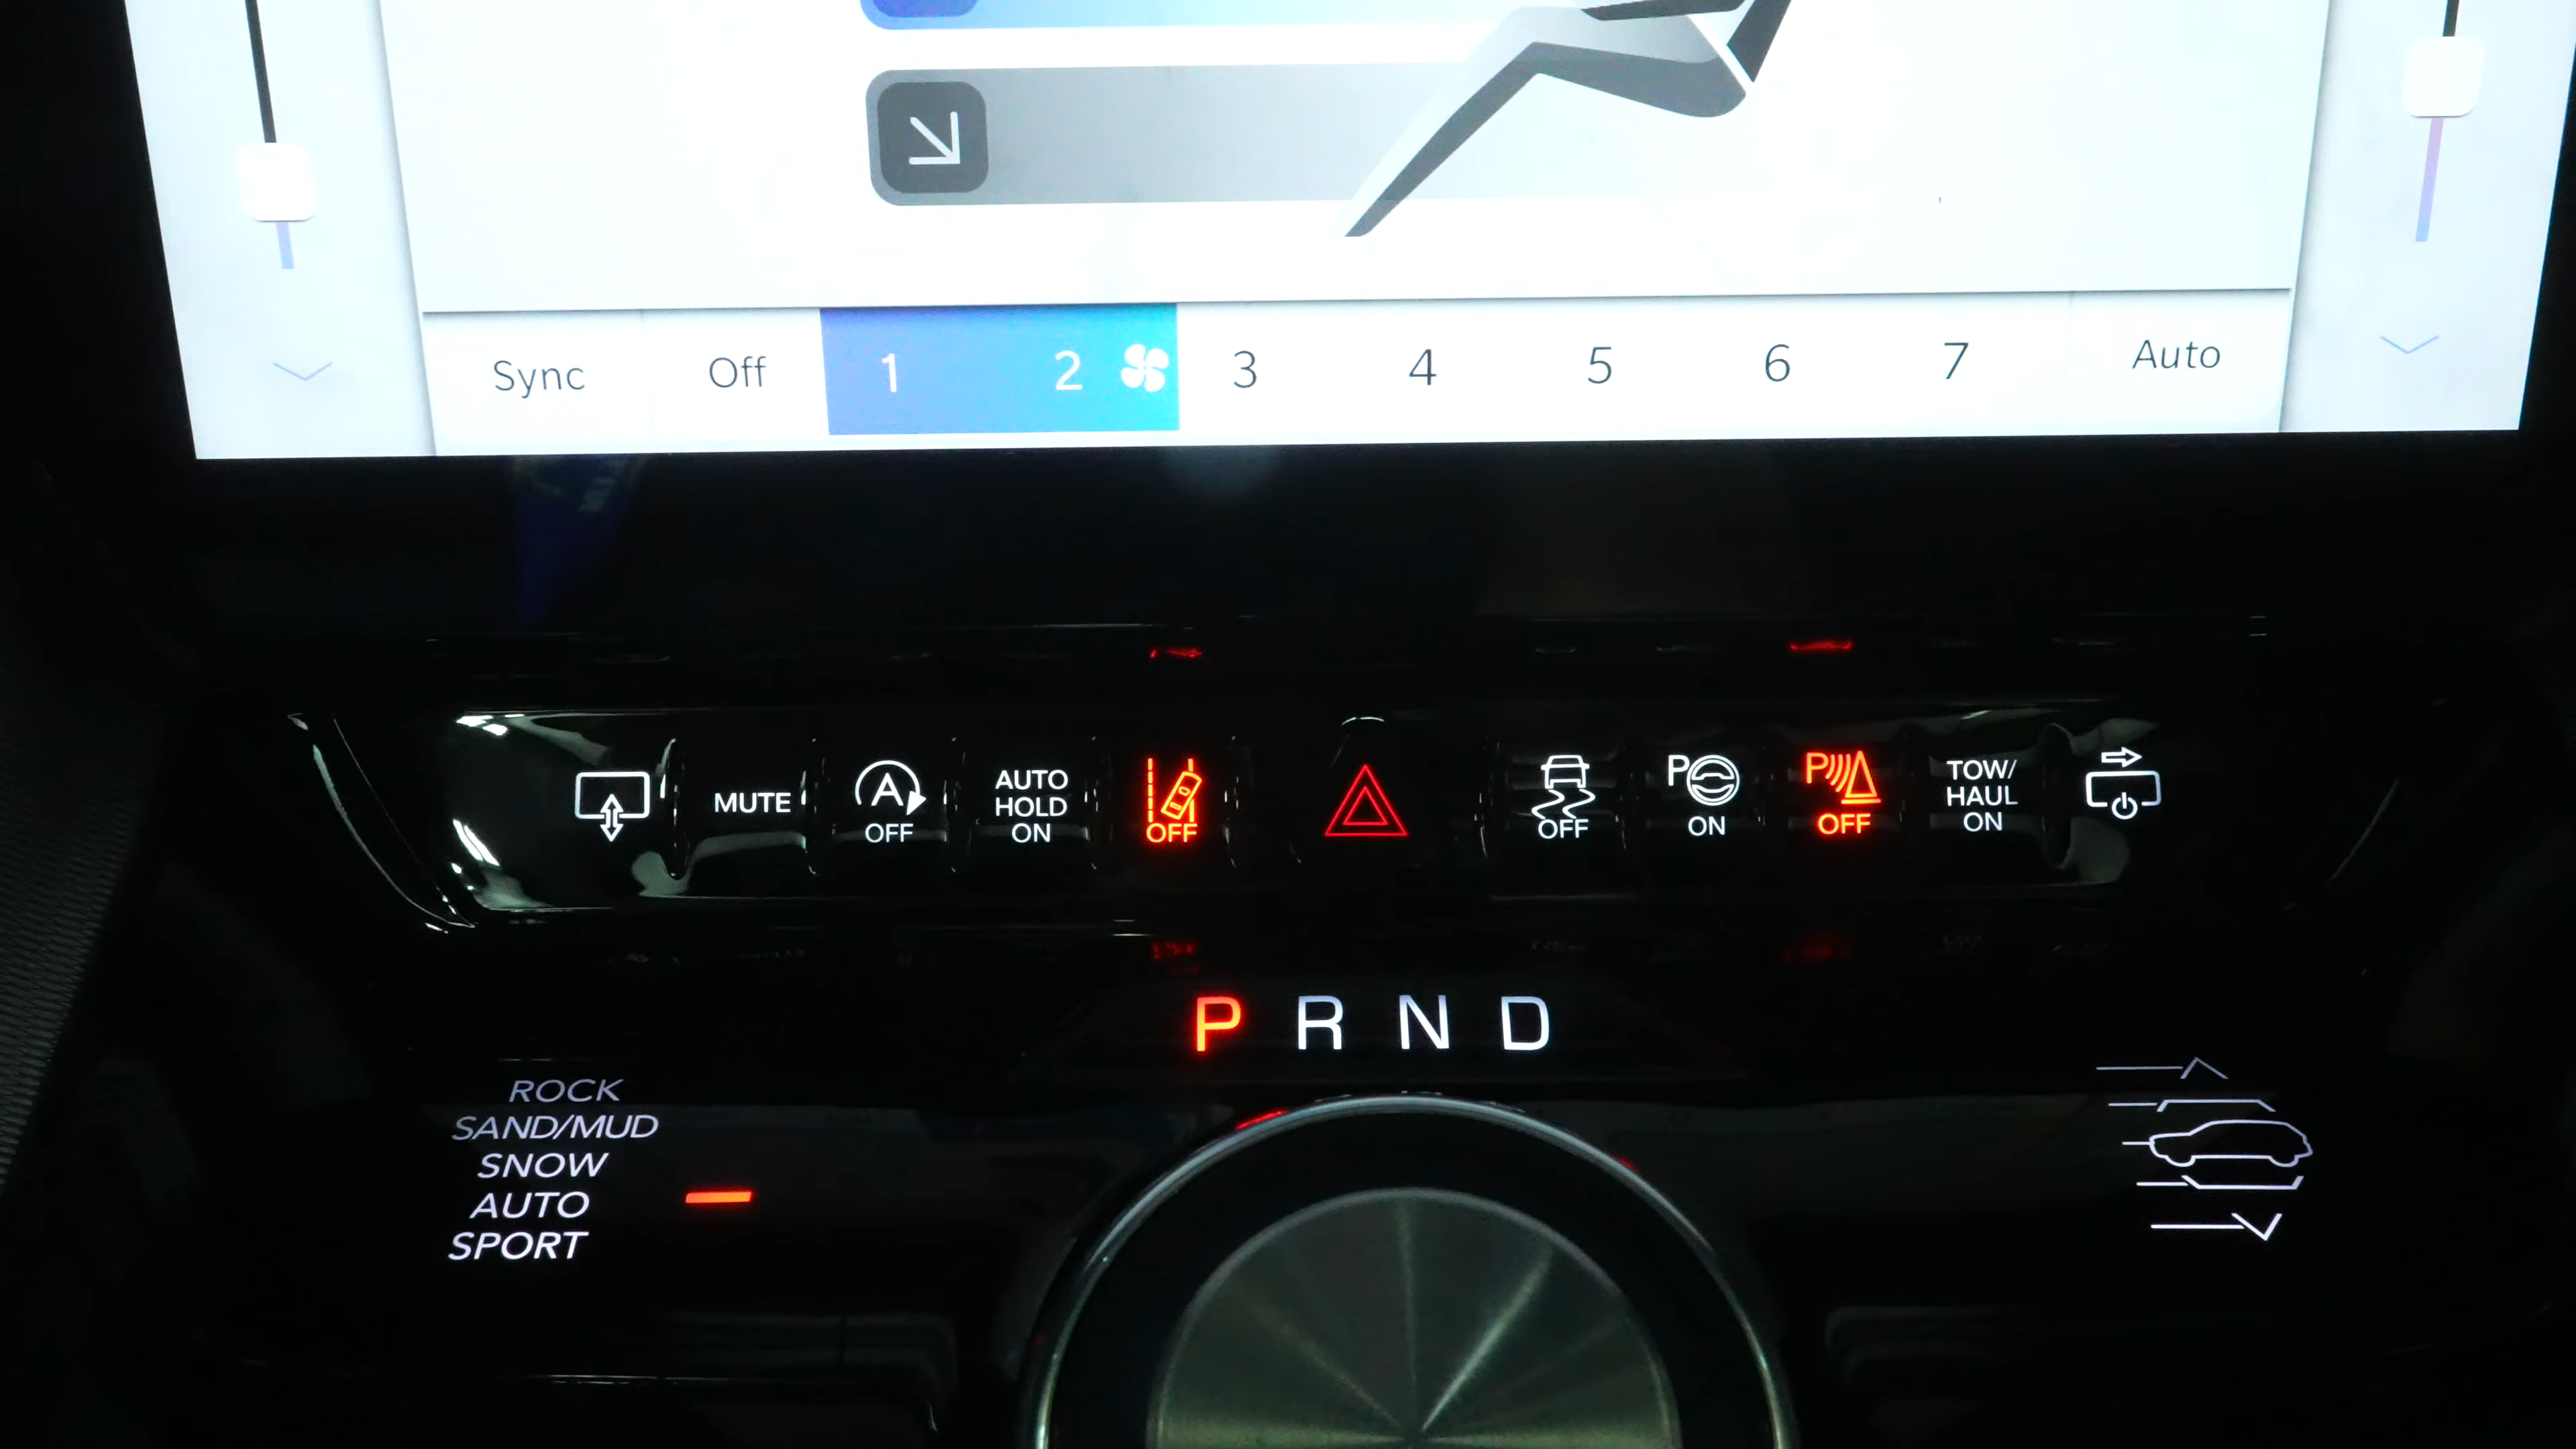 Sync Off 1 2 3 4 5 6 7 Auto
MUTE
A
OFF
AUTO
HOLD
ON
OFF
OFF
P
ON
P
OFF
TOW/
HAUL
ON
P R N D
ROCK
SAND/MUD
SNOW
AUTO
SPORT